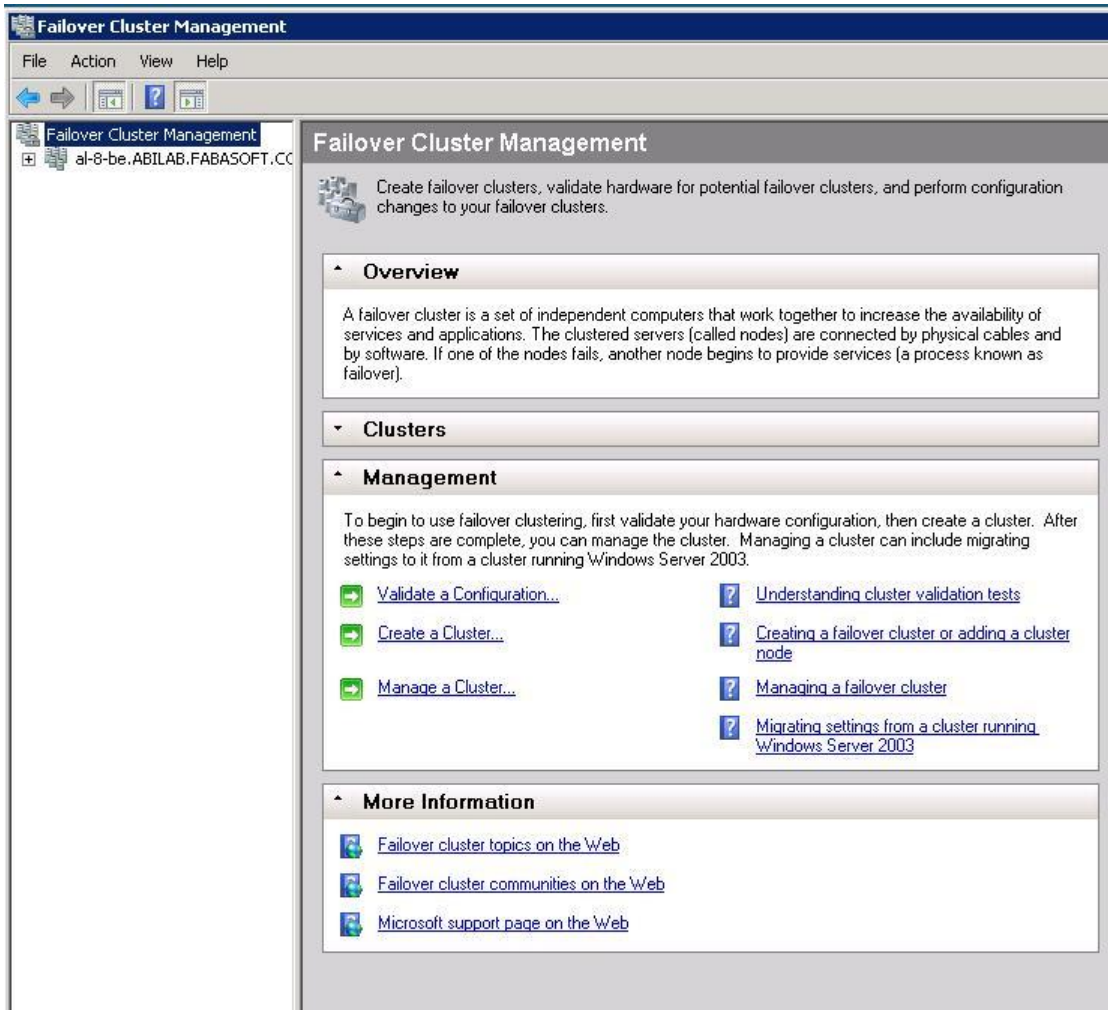 Failover Cluster Management
File Action View Help
Failover Cluster Management
al-8-be.ABILAB.FABASOFT.CC
Failover Cluster Management
Create failover clusters, validate hardware for potential failover clusters, and perform configuration
changes to your failover clusters.
Overview
A failover cluster is a set of independent computers that work together to increase the availability of
services and applications. The clustered servers (called nodes) are connected by physical cables and
by software. If one of the nodes fails, another node begins to provide services (a process known as
failover).
Clusters
Management
To begin to use failover clustering, first validate your hardware configuration, then create a cluster. After
these steps are complete, you can manage the cluster. Managing a cluster can include migrating
settings to it from a cluster running Windows Server 2003.
Validate a Configuration...
Understanding cluster validation tests
Create a Cluster...
Creating a failover cluster or adding a cluster
node
Manage a Cluster...
Managing a failover cluster
Migrating settings from a cluster running
Windows Server 2003
More Information
Failover cluster topics on the Web
Failover cluster communities on the Web
Microsoft support page on the Web